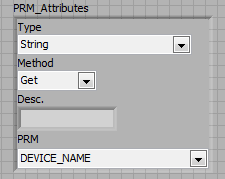 PRM_Attributes
Type
String
Method
Get
Desc.
PRM
DEVICE_NAME